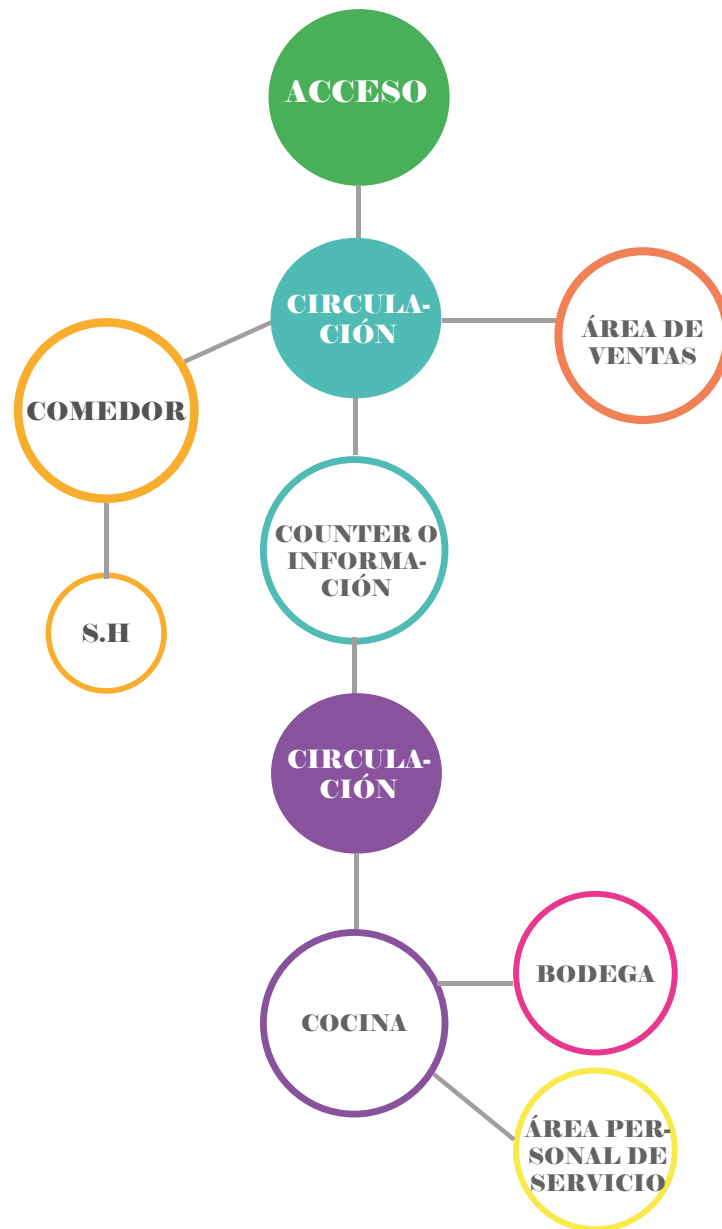 ACCESO
CIRCULA-
CIÓN
ÁREA DE
VENTAS
COMEDOR
COUNTER O
INFORMA-
CIÓN
S.H
CIRCULA-
CIÓN
BODEGA
COCINA
ÁREA PER-
SONAL DE
SERVICIO